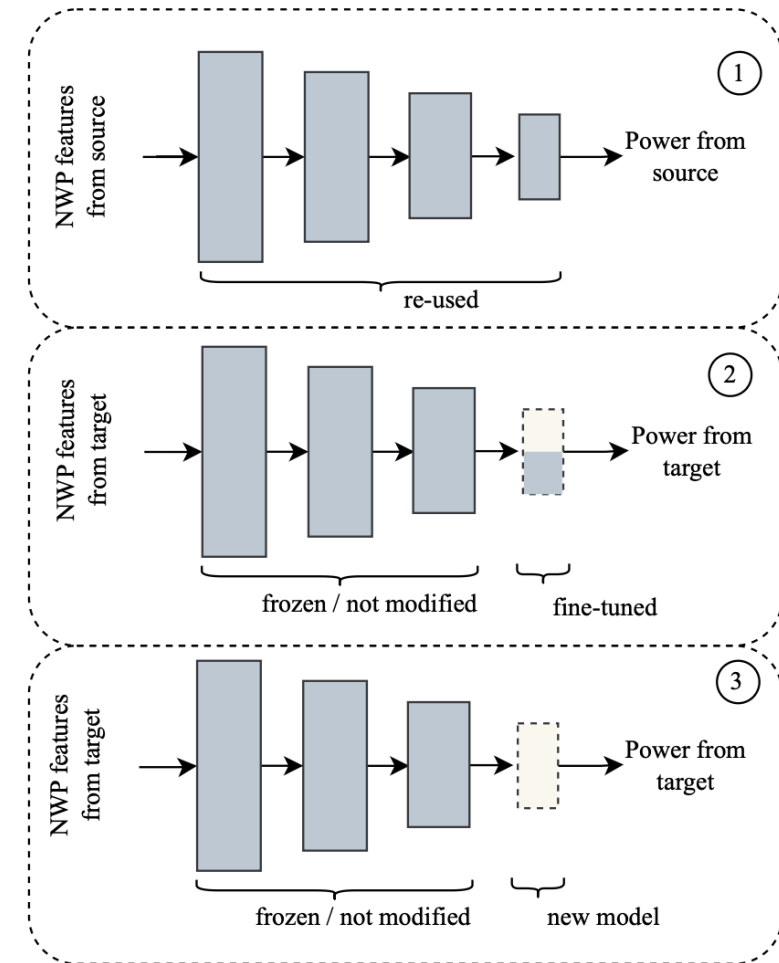 1
NWP features
from source
Power from
source
re-used
2
NWP features
from target
Power from
target
frozen / not modified
fine-tuned
3
NWP features
from target
Power from
target
frozen / not modified
new model